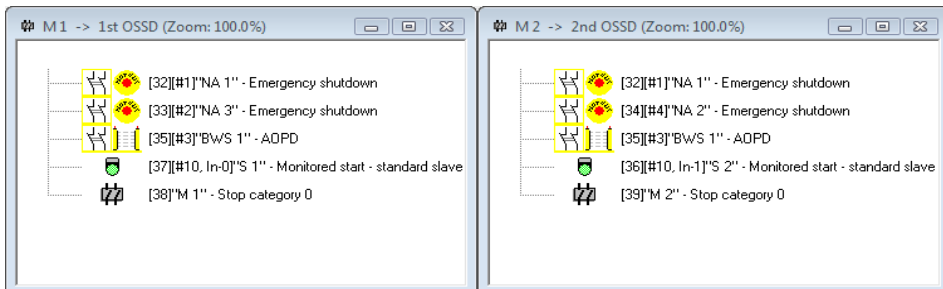 M 1 -> 1st OSSD (Zoom: 100.0%)
[32][#1]"NA 1" - Emergency shutdown
[33][#2]"NA 3" - Emergency shutdown
[35][#3]"BWS 1" - AOPD
[37][#10, In-0]"S 1" - Monitored start - standard slave
[38]"M 1" - Stop category 0
M 2 -> 2nd OSSD (Zoom: 100.0%)
[32][#1]"NA 1" - Emergency shutdown
[34][#4]"NA 2" - Emergency shutdown
[35][#3]"BWS 1" - AOPD
[36][#10, In-1]"S 2" - Monitored start - standard slave
[39]"M 2" - Stop category 0